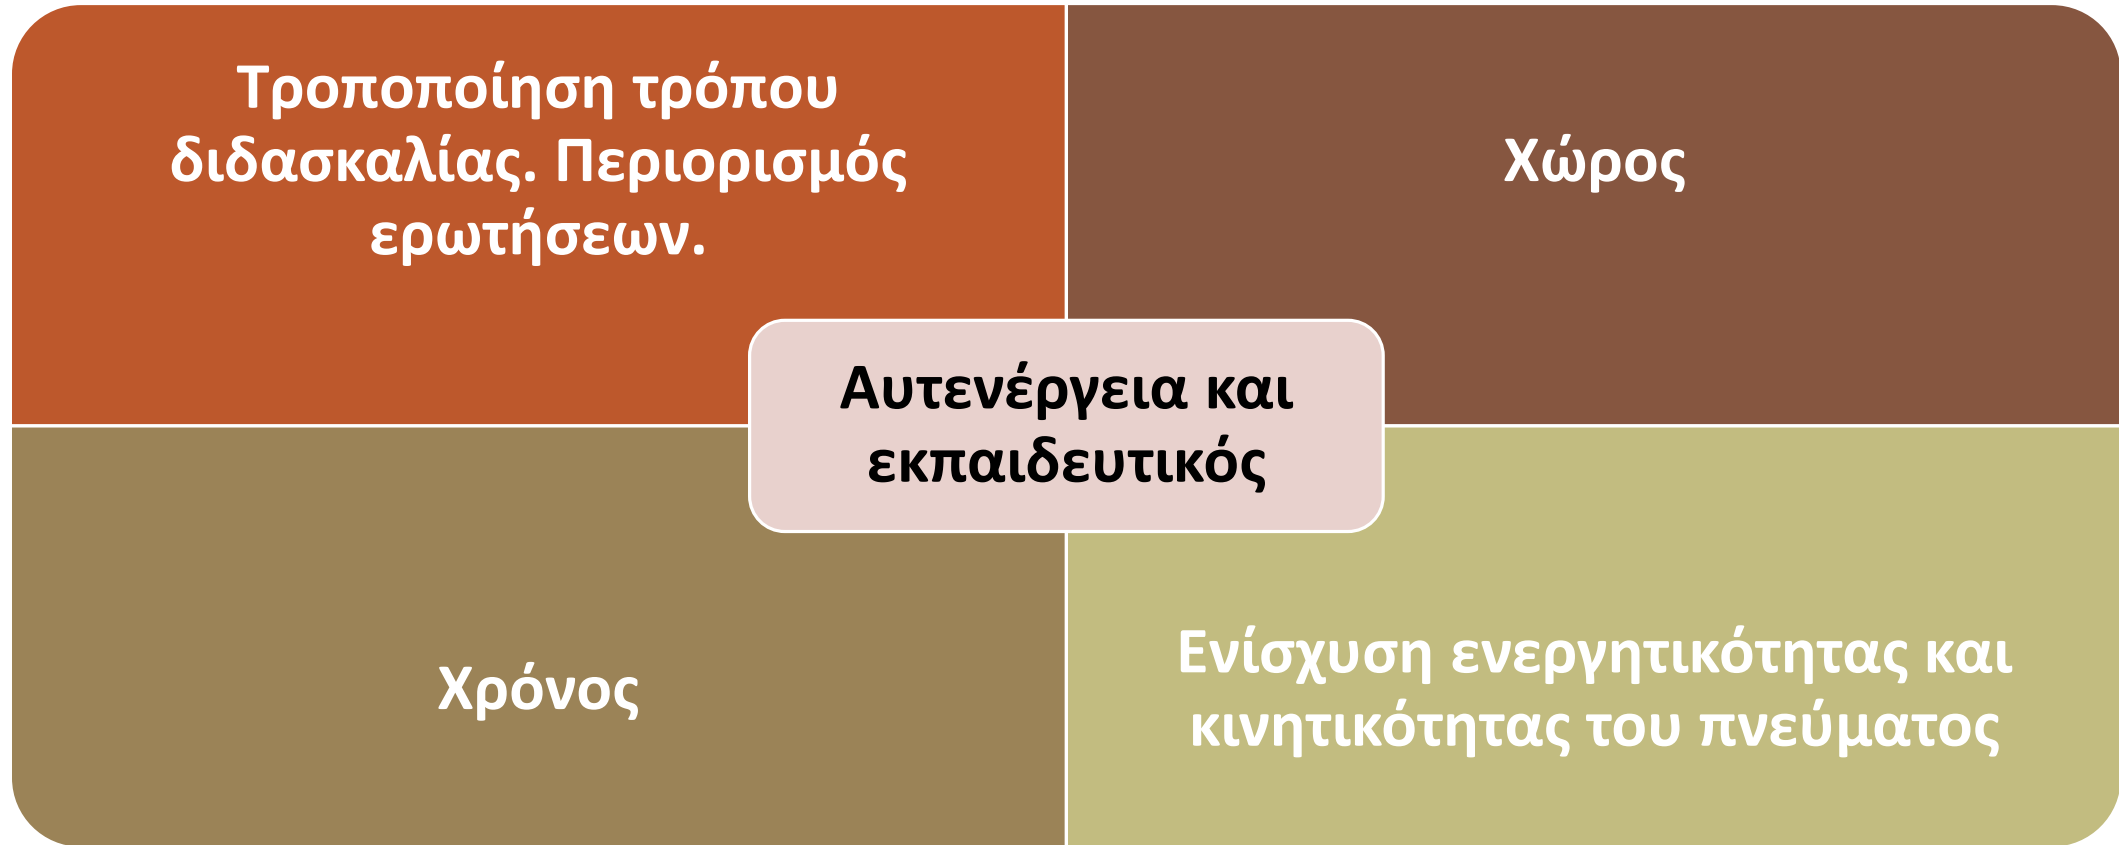 Τροποποίηση τρόπου
διδασκαλίας. Περιορισμός
ερωτήσεων.
Χώρος
Αυτενέργεια και
εκπαιδευτικός
Χρόνος
Ενίσχυση ενεργητικότητας και
κινητικότητας του πνεύματος